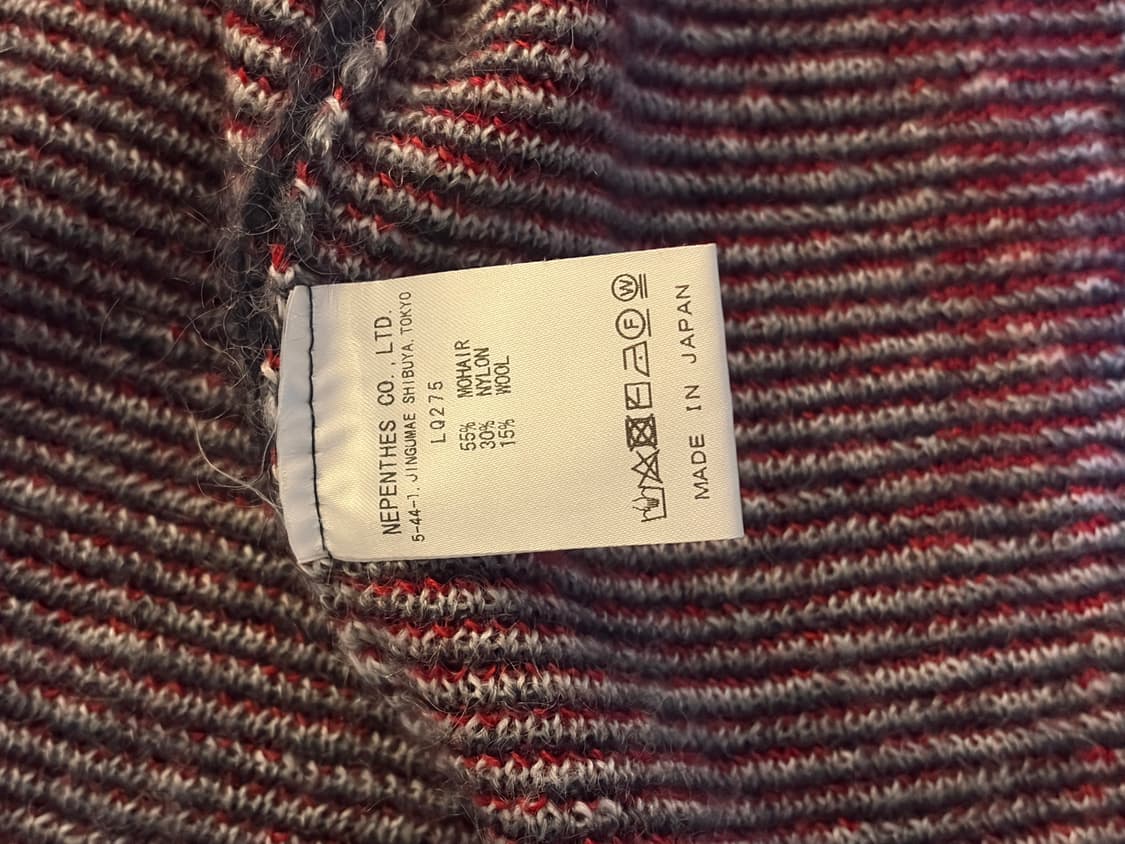 NEPENTHES CO., LTD.
5-44-1, JINGUMAE SHIBUYA, TOKYO
LQ275
55% MOHAIR
30% NYLON
15% WOOL
F W
MADE IN JAPAN